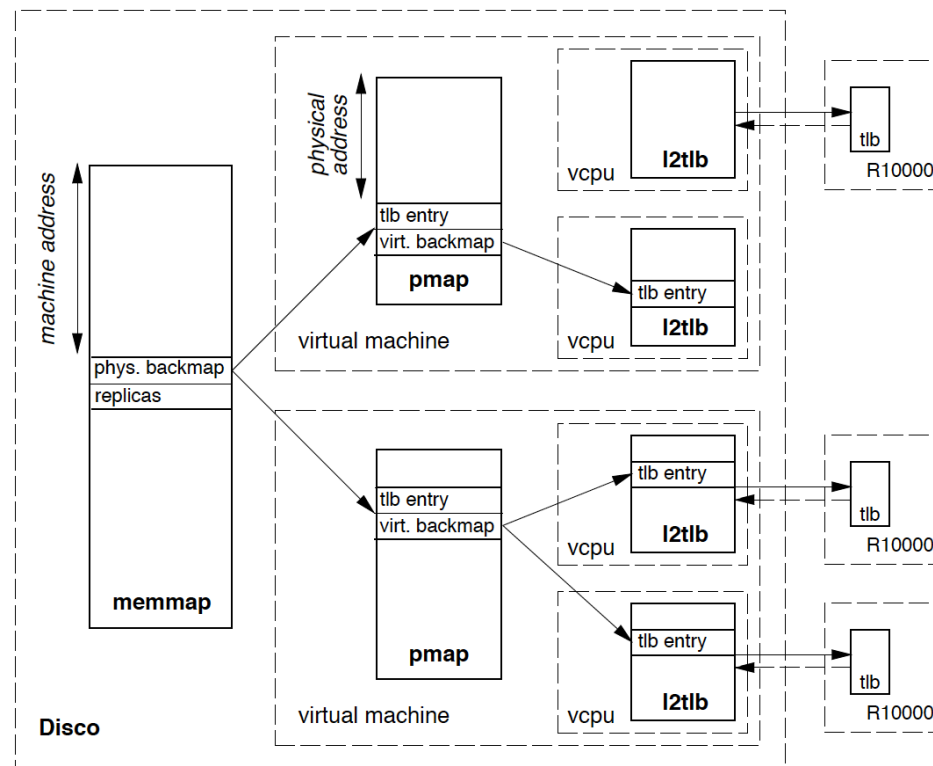 machine address
phys. backmap
replicas
memmap
Disco
physical
address
tlb entry
virt. backmap
pmap
virtual machine
l2tlb
vcpu
tlb entry
l2tlb
vcpu
tlb
R10000
tlb entry
virt. backmap
pmap
virtual machine
tlb entry
l2tlb
vcpu
tlb entry
l2tlb
vcpu
tlb
R10000
tlb
R10000